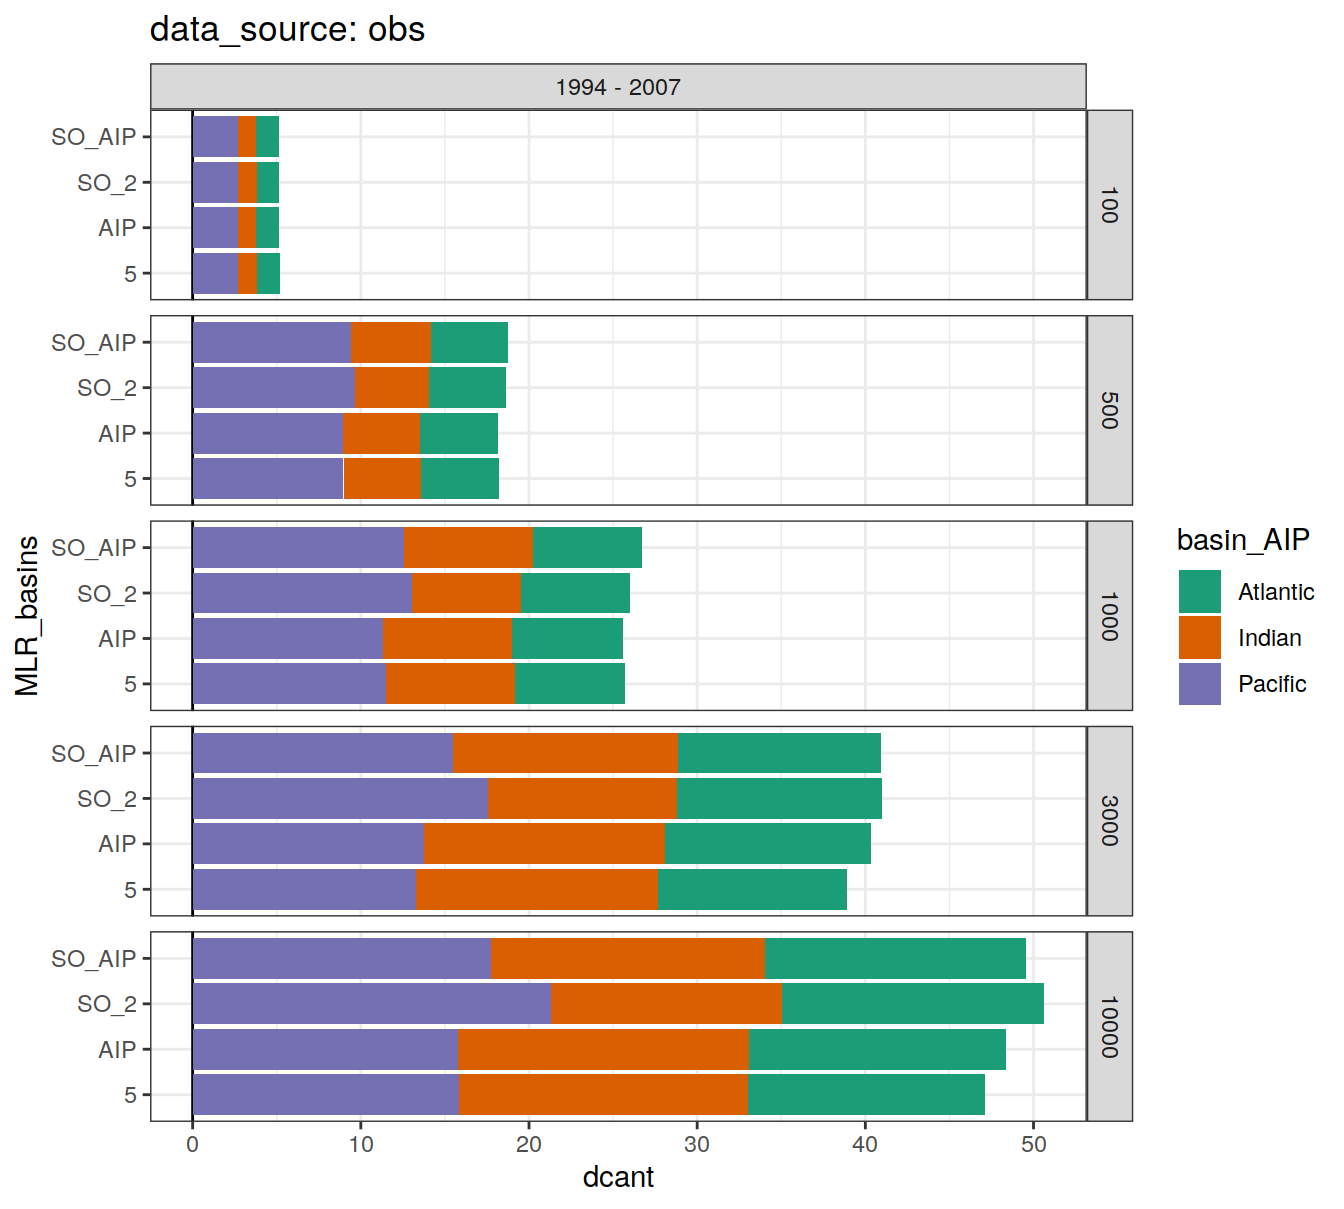 data_source: obs
1994 - 2007
SO_AIP
SO_2
AIP
5
100
SO_AIP
SO_2
AIP
5
500
SO_AIP
SO_2
AIP
5
1000
SO_AIP
SO_2
AIP
5
3000
SO_AIP
SO_2
AIP
5
10000
MLR_basins
0 10 20 30 40 50
dcant
basin_AIP
Atlantic
Indian
Pacific